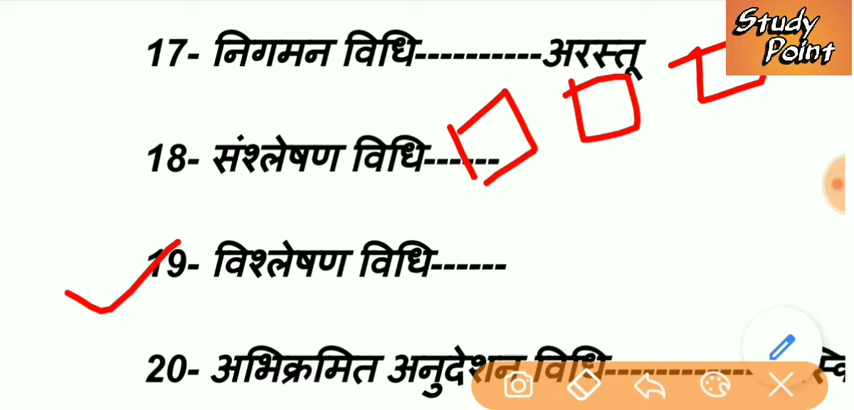 Study
Point
17- निगमन विधि----------अरस्तू
18- संश्लेषण विधि------
19- विश्लेषण विधि------
20- अभिक्रमित अनुदेशन विधि-------------